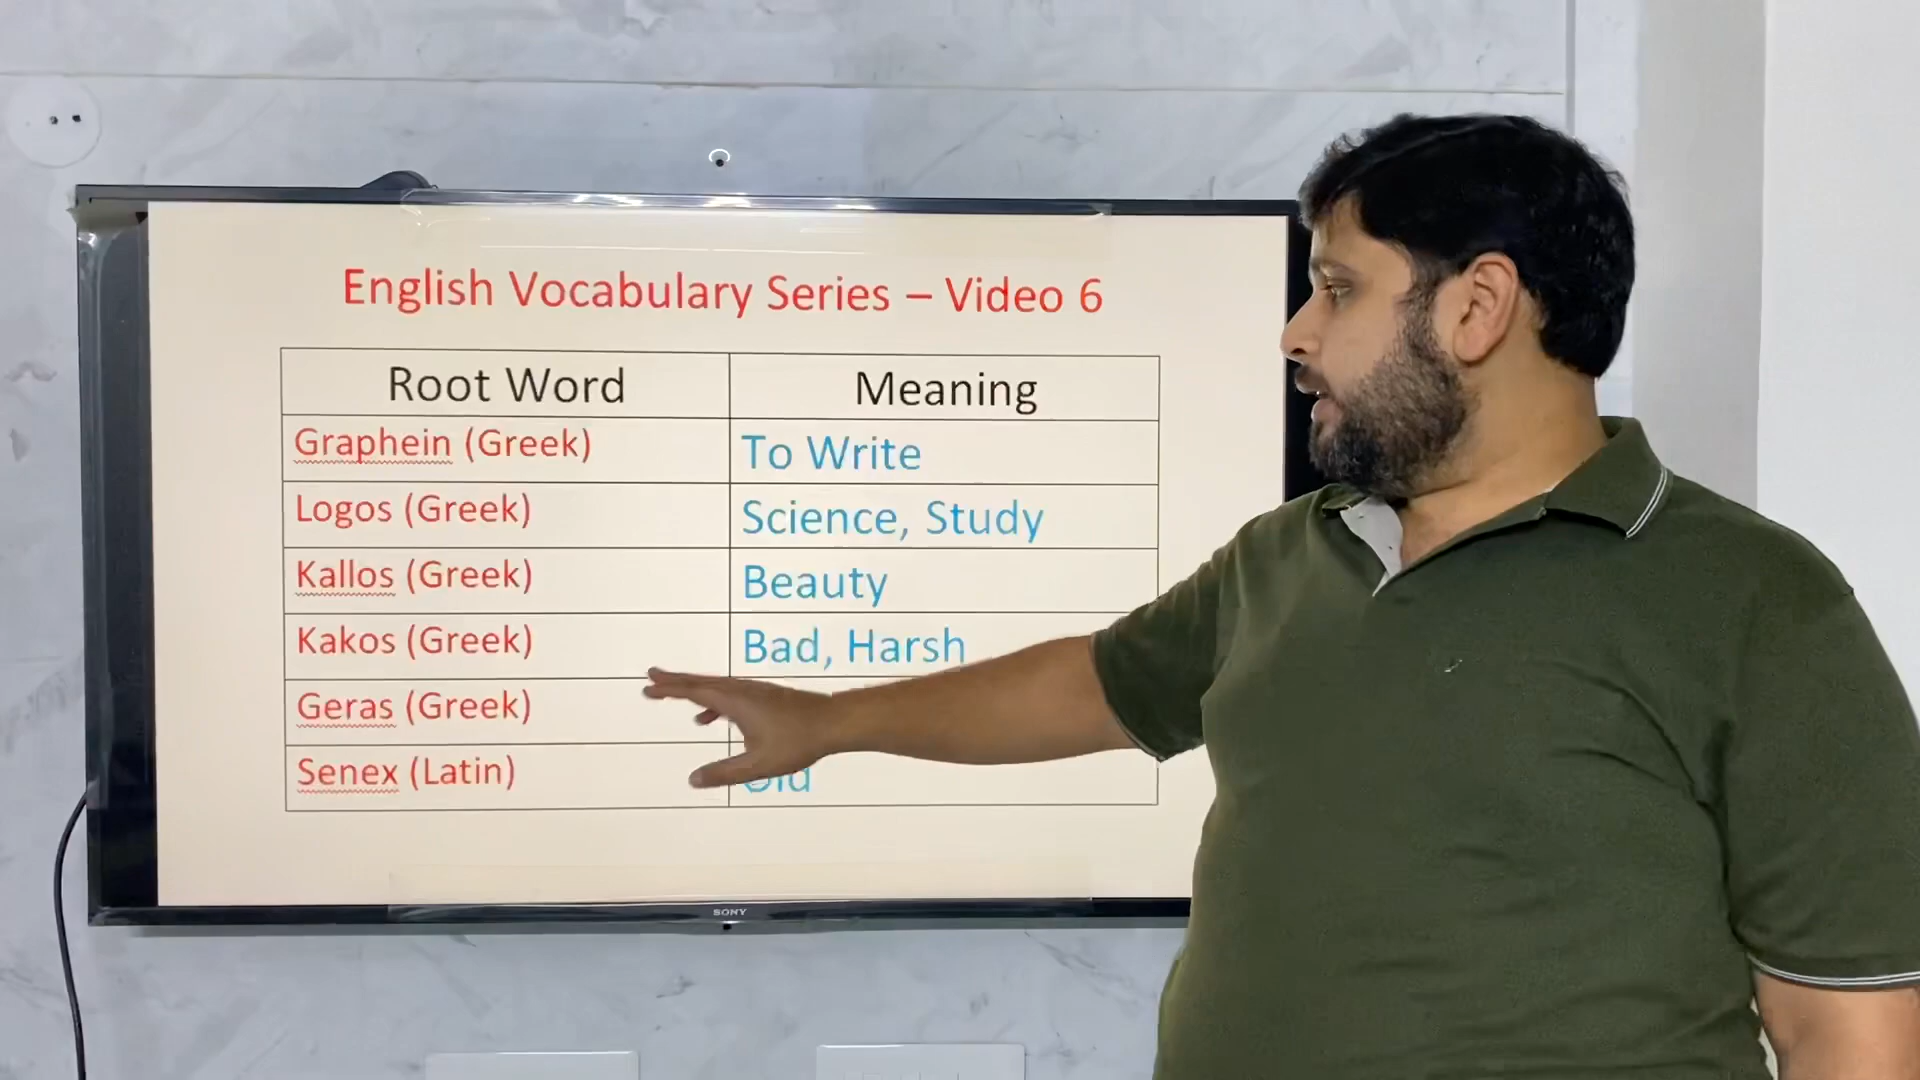 English Vocabulary Series – Video 6
Root Word Meaning
Graphein (Greek) To Write
Logos (Greek) Science, Study
Kallos (Greek) Beauty
Kakos (Greek) Bad, Harsh
Geras (Greek)
Senex (Latin) Old
SONY